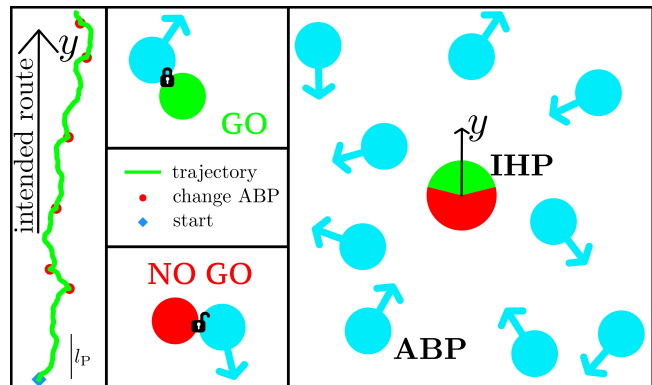 intended route
y
l_P
GO
trajectory
change ABP
start
NO GO
y
IHP
ABP